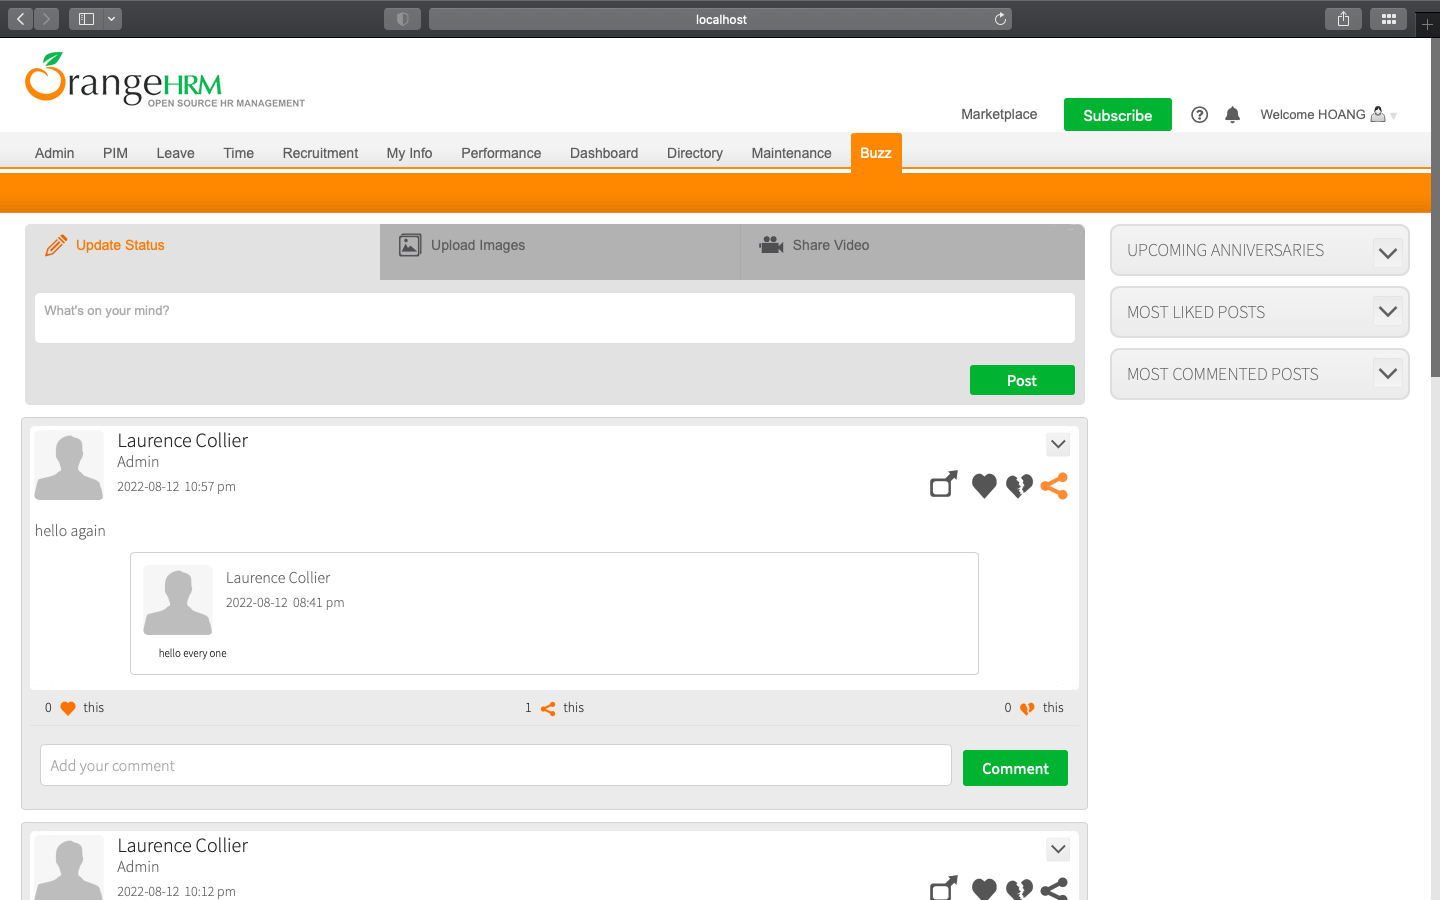 localhost
OrangeHRM
OPEN SOURCE HR MANAGEMENT
Marketplace
Subscribe
Welcome HOANG
Admin PIM Leave Time Recruitment My Info Performance Dashboard Directory Maintenance Buzz
Update Status
Upload Images
Share Video
What's on your mind?
Post
UPCOMING ANNIVERSARIES
MOST LIKED POSTS
MOST COMMENTED POSTS
Laurence Collier
Admin
2022-08-12 10:57 pm
hello again
Laurence Collier
2022-08-12 08:41 pm
hello every one
0 this
1 this
0 this
Add your comment
Comment
Laurence Collier
Admin
2022-08-12 10:12 pm